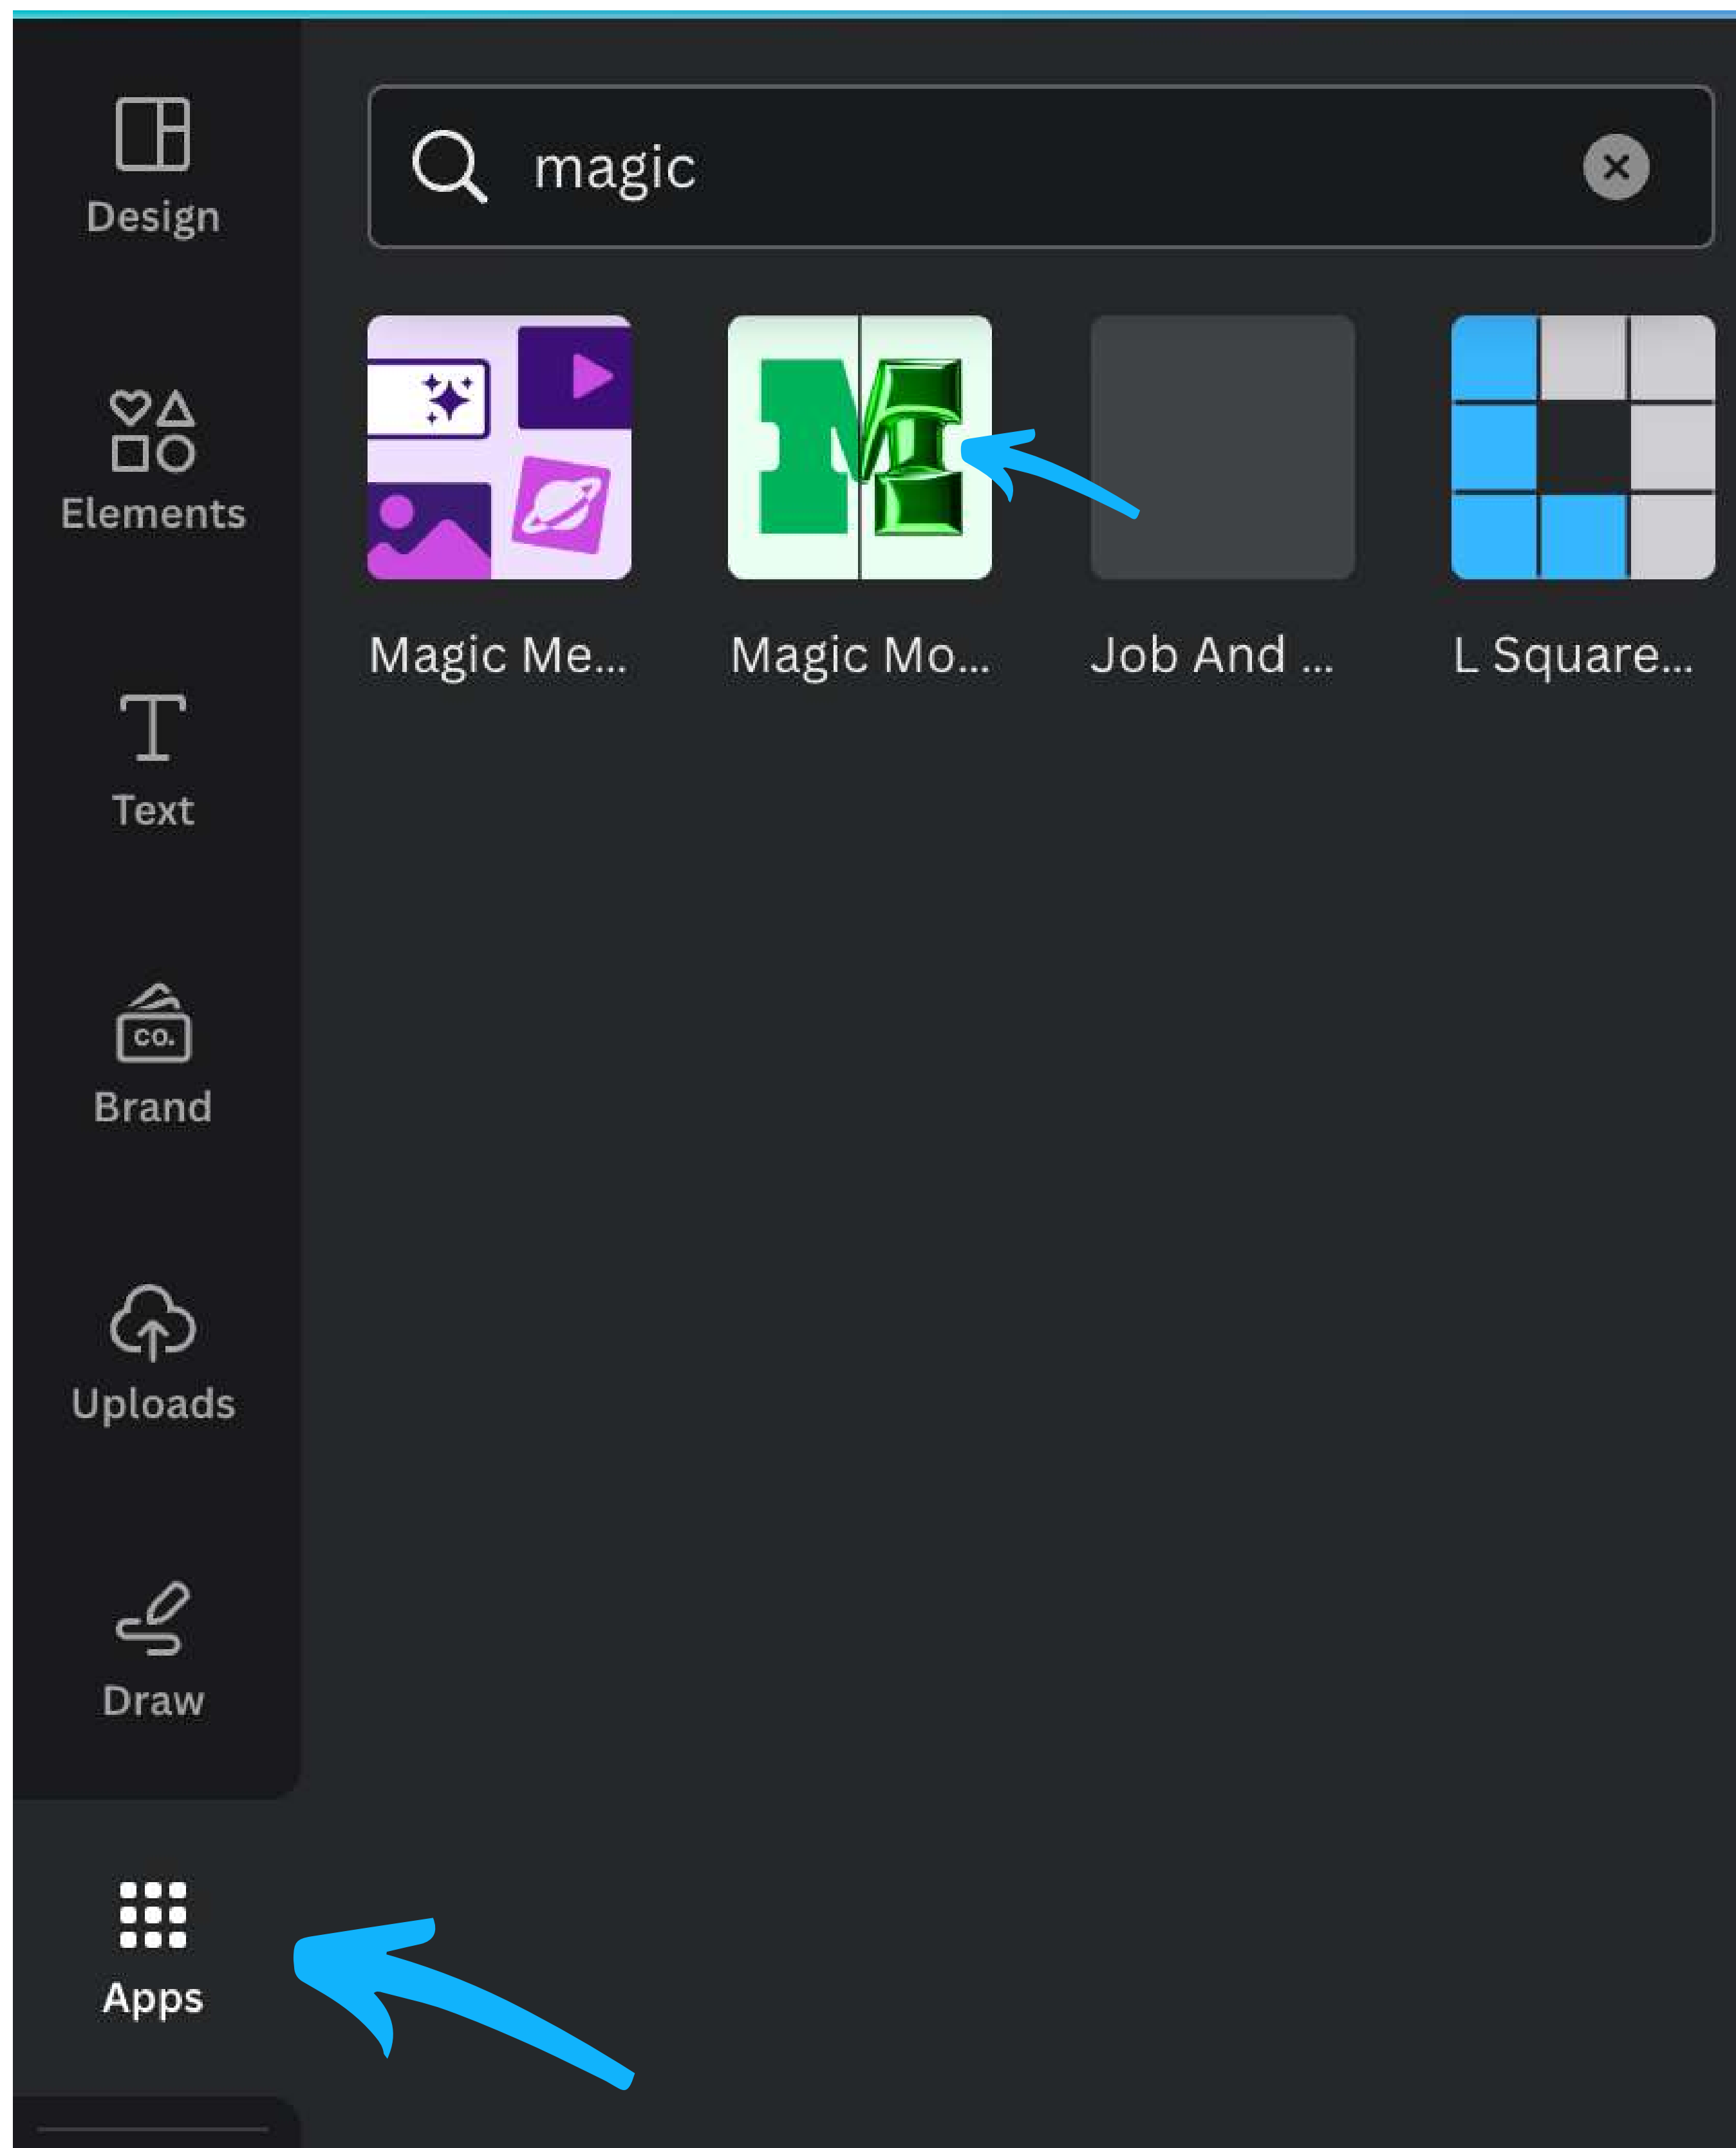 magic
Magic Me...
Magic Mo...
Job And ...
L Square...
Design
Elements
Text
CO.
Brand
Uploads
Draw
Apps